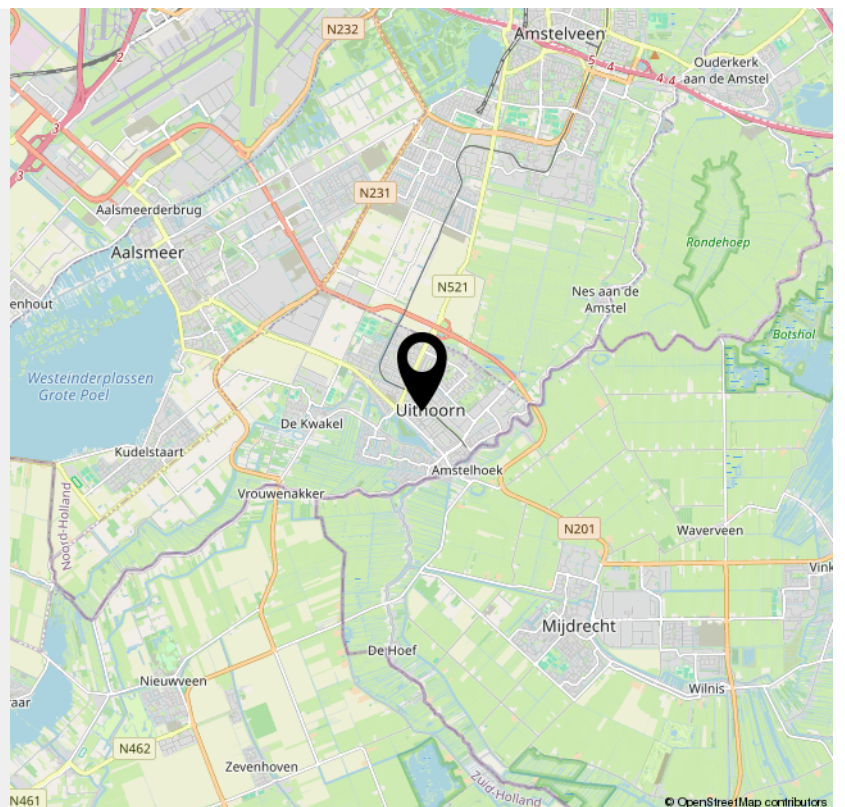 N232
Amstelveen
2
5
4
4 4
Ouderkerk
aan de Amstel
3
3
N231
Aalsmeerderbrug
Aalsmeer
Rondehoep
enhout
N521
Nes aan de
Amstel
Botshol
Westeinderplassen
Grote Poel
Uithoorn
De Kwakel
Kudelstaart
Amstelhoek
Vrouwenakker
Noord-Holland
N201
Waverveen
Vink
Mijdrecht
De Hoef
Nieuwveen
Wilnis
raar
N462
Zevenhoven
Zuid-Holland
N461
© OpenStreetMap contributors